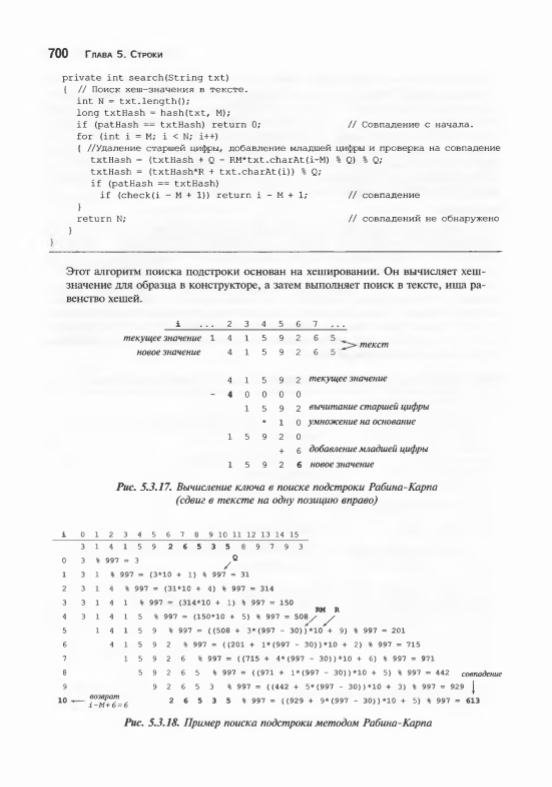 700 ГЛАВА 5. СТРОКИ
private int search(String txt)
{ // Поиск хеш-значения в тексте.
int N = txt.length();
long txtHash = hash(txt, M);
if (patHash == txtHash) return 0; // Совпадение с начала.
for (int i = M; i < N; i++)
{ //Удаление старшей цифры, добавление младшей цифры и проверка на совпадение
txtHash = (txtHash + Q - RM*txt.charAt(i-M) % Q) % Q;
txtHash = (txtHash*R + txt.charAt(i)) % Q;
if (patHash == txtHash)
if (check(i - M + 1)) return i - M + 1; // совпадение
}
return N; // совпадений не обнаружено
}
}
Этот алгоритм поиска подстроки основан на хешировании. Он вычисляет хеш-
значение для образца в конструкторе, а затем выполняет поиск в тексте, ища ра-
венство хешей.
i ... 2 3 4 5 6 7 ...
текущее значение 1 4 1 5 9 2 6 5
новое значение 4 1 5 9 2 6 5
текст
4 1 5 9 2 текущее значение
- 4 0 0 0 0
1 5 9 2 вычитание старшей цифры
* 1 0 умножение на основание
1 5 9 2 0
+ 6 добавление младшей цифры
1 5 9 2 6 новое значение
Рис. 5.3.17. Вычисление ключа в поиске подстроки Рабина-Карпа
(сдвиг в тексте на одну позицию вправо)
i 0 1 2 3 4 5 6 7 8 9 10 11 12 13 14 15
3 1 4 1 5 9 2 6 5 3 5 8 9 7 9 3
0 3 % 997 = 3
Q
1 3 1 % 997 = (3*10 + 1) % 997 = 31
2 3 1 4 % 997 = (31*10 + 4) % 997 = 314
3 3 1 4 1 % 997 = (314*10 + 1) % 997 = 150
RM R
4 3 1 4 1 5 % 997 = (150*10 + 5) % 997 = 508
5 1 4 1 5 9 % 997 = ((508 + 3*(997 - 30))*10 + 9) % 997 = 201
6 4 1 5 9 2 % 997 = ((201 + 1*(997 - 30))*10 + 2) % 997 = 715
7 1 5 9 2 6 % 997 = ((715 + 4*(997 - 30))*10 + 6) % 997 = 971
8 5 9 2 6 5 % 997 = ((971 + 1*(997 - 30))*10 + 5) % 997 = 442 совпадение
9 9 2 6 5 3 % 997 = ((442 + 5*(997 - 30))*10 + 3) % 997 = 929
10 возврат i-M+6=6 2 6 5 3 5 % 997 = ((929 + 9*(997 - 30))*10 + 5) % 997 = 613
Рис. 5.3.18. Пример поиска подстроки методом Рабина-Карпа